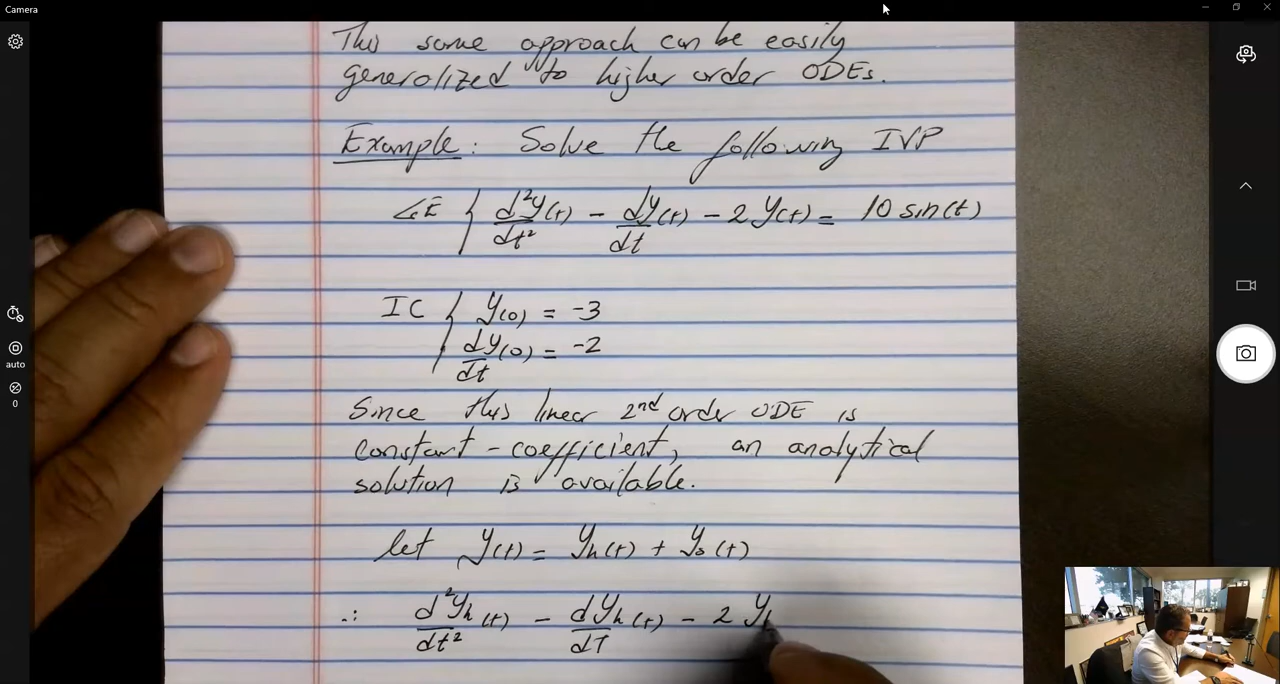 Camera
This same approach can be easily
generalized to higher order ODEs.
Example: Solve the following IVP
GE { d²y(t)/dt² - dy(t)/dt - 2y(t) = 10 sin(t)
IC { y(0) = -3
dy/dt(0) = -2
Since this linear 2nd order ODE is
constant-coefficient, an analytical
solution is available.
let y(t) = yh(t) + yo(t)
∴ d²yh/dt²(t) - dyh/dt(t) - 2 y
auto
0